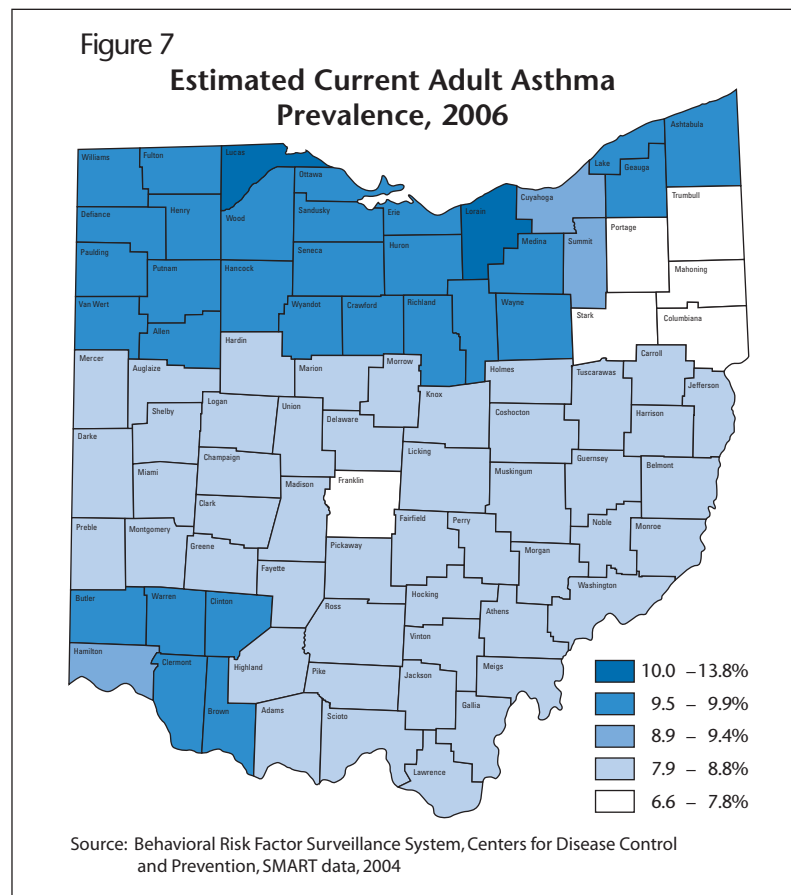 Figure 7
Estimated Current Adult Asthma
Prevalence, 2006
Ashtabula
Williams
Fulton
Lucas
Lake
Geauga
Ottawa
Cuyahoga
Trumbull
Defiance
Henry
Wood
Sandusky
Erie
Lorain
Portage
Paulding
Seneca
Huron
Medina
Summit
Putnam
Hancock
Mahoning
Van Wert
Wyandot
Crawford
Richland
Wayne
Stark
Columbiana
Allen
Hardin
Mercer
Auglaize
Marion
Morrow
Holmes
Tuscarawas
Carroll
Jefferson
Shelby
Logan
Union
Knox
Coshocton
Harrison
Delaware
Darke
Miami
Champaign
Licking
Guernsey
Belmont
Madison
Franklin
Muskingum
Clark
Preble
Montgomery
Greene
Fairfield
Perry
Noble
Monroe
Pickaway
Morgan
Fayette
Washington
Butler
Warren
Clinton
Ross
Hocking
Athens
Hamilton
Clermont
Highland
Vinton
Brown
Pike
Jackson
Meigs
Adams
Scioto
Gallia
Lawrence
10.0 – 13.8%
9.5 – 9.9%
8.9 – 9.4%
7.9 – 8.8%
6.6 – 7.8%
Source: Behavioral Risk Factor Surveillance System, Centers for Disease Control
and Prevention, SMART data, 2004